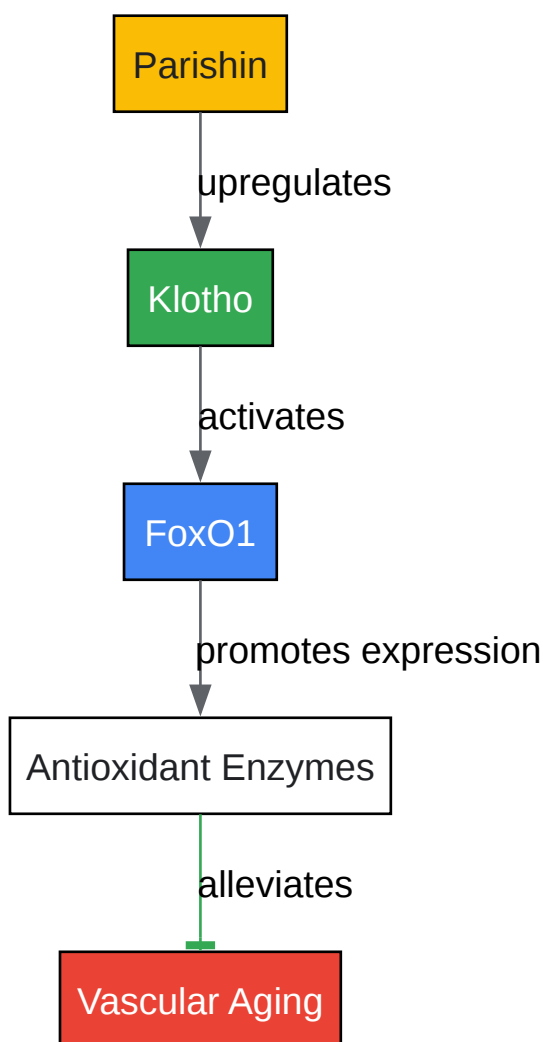 Parishin
upregulates
Klotho
activates
FoxO1
promotes expression
Antioxidant Enzymes
alleviates
Vascular Aging